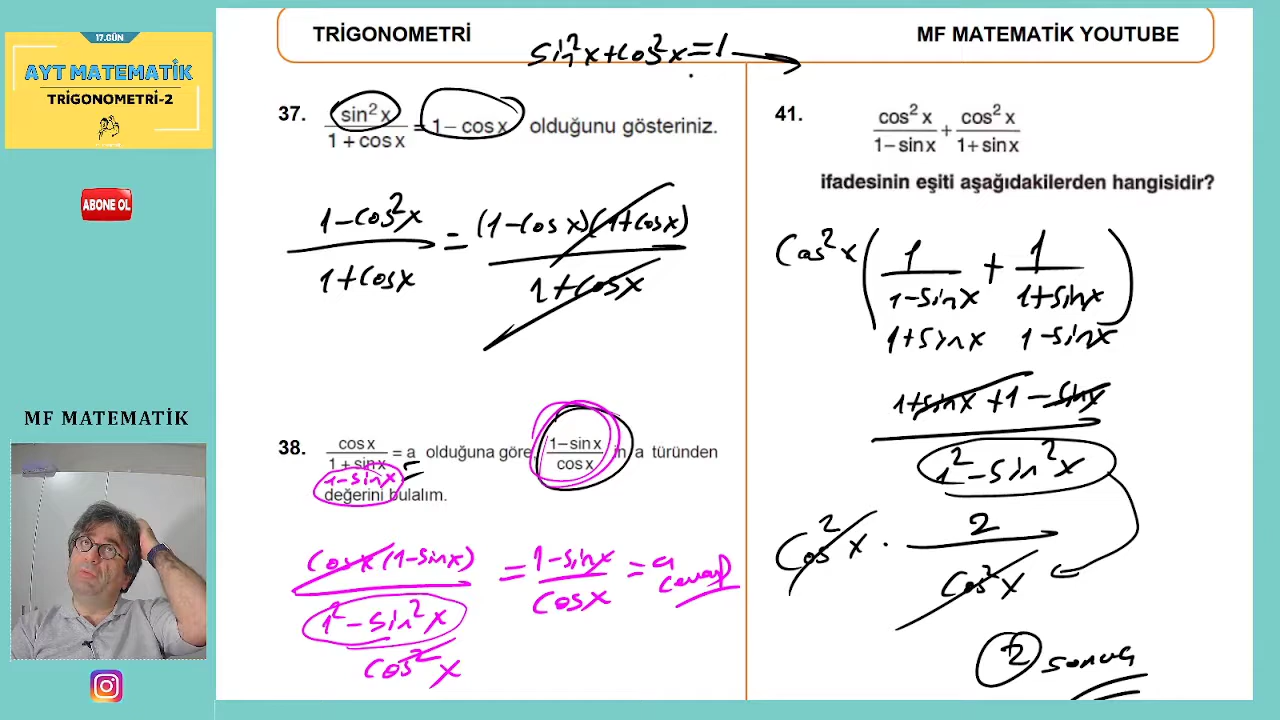 17.GÜN
AYT MATEMATİK
TRİGONOMETRİ-2
ABONE OL
MF MATEMATİK
TRİGONOMETRİ
MF MATEMATİK YOUTUBE
sin²x+cos²x=1
37. sin² x / 1 + cos x = 1 – cos x olduğunu gösteriniz.
1-cos²x / 1+cosx = (1-cosx)(1+cosx) / 1+cosx
38. cos x / 1 + sin x = a olduğuna göre, 1 – sin x / cos x in a türünden
1-sinx
değerini bulalım.
cosx(1-sinx) / 1²-sin²x = 1-sinx / cosx = a cevap
cos²x
41. cos² x / 1 – sin x + cos² x / 1 + sin x
ifadesinin eşiti aşağıdakilerden hangisidir?
cos²x ( 1 / 1-sinx + 1 / 1+sinx )
1+sinx 1-sinx
1+sinx +1 -sinx / 1²-sin²x
cos²x . 2 / cos²x
2 sonuç